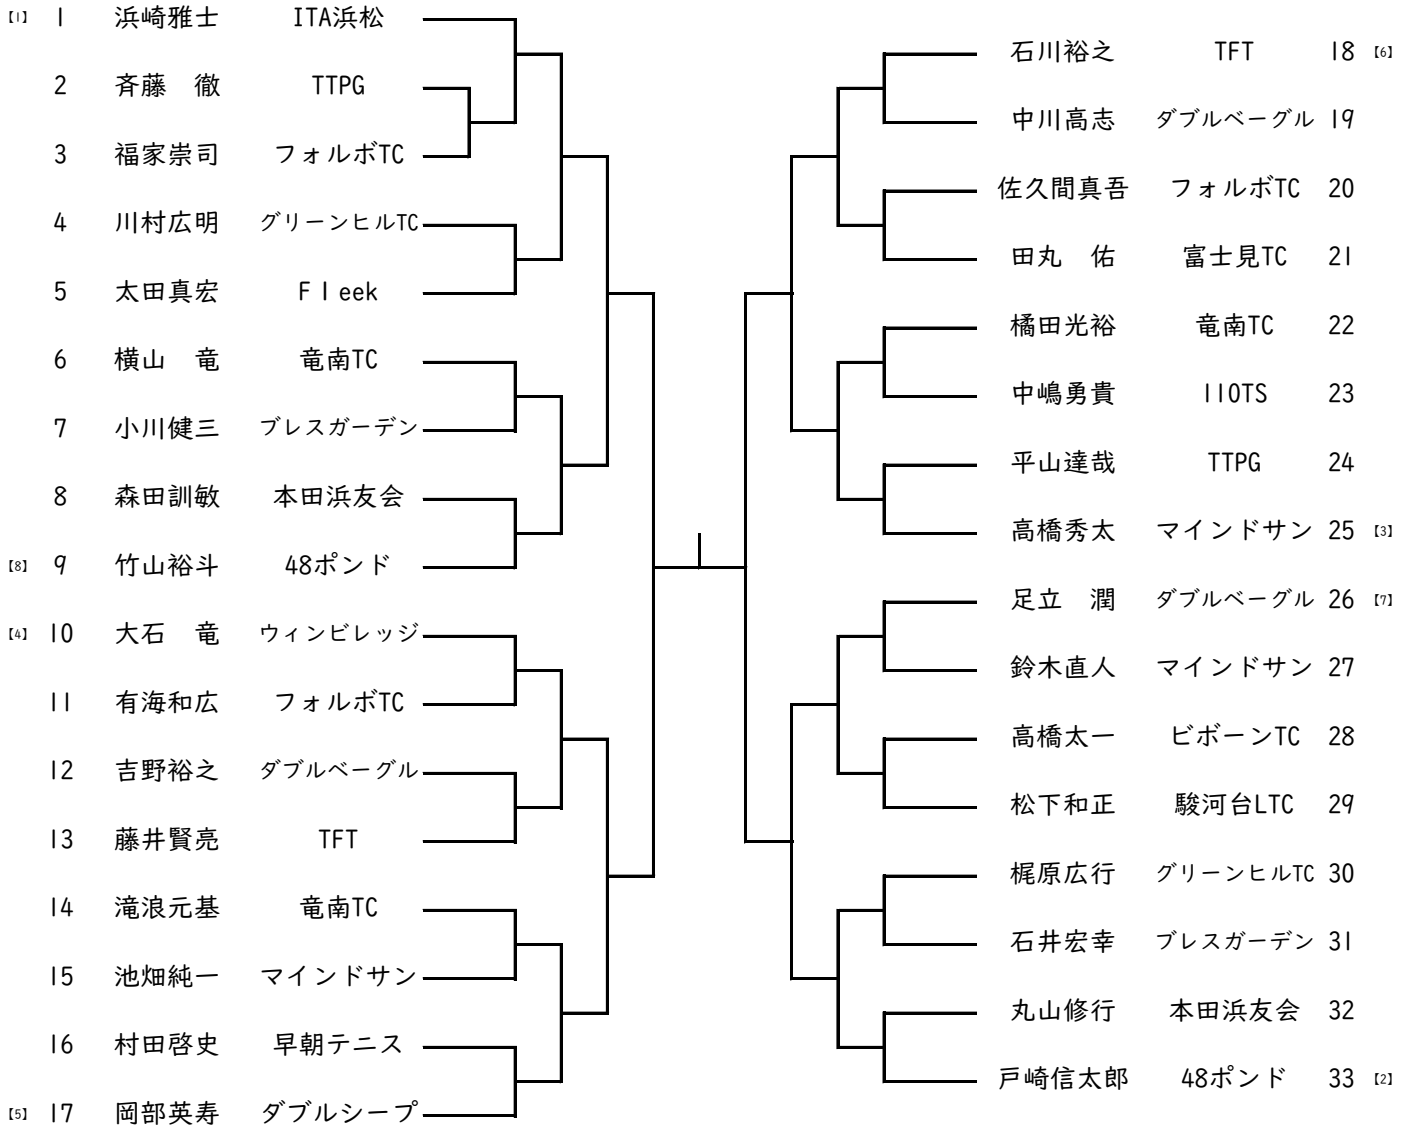 【1】 1 浜崎雅士 ITA浜松
2 斉藤 徹 TTPG
3 福家崇司 フォルボTC
4 川村広明 グリーンヒルTC
5 太田真宏 Fleek
6 横山 竜 竜南TC
7 小川健三 ブレスガーデン
8 森田訓敏 本田浜友会
【8】 9 竹山裕斗 48ポンド
【4】 10 大石 竜 ウィンビレッジ
11 有海和広 フォルボTC
12 吉野裕之 ダブルベーグル
13 藤井賢亮 TFT
14 滝浪元基 竜南TC
15 池畑純一 マインドサン
16 村田啓史 早朝テニス
【5】 17 岡部英寿 ダブルシープ
石川裕之 TFT 18 【6】
中川高志 ダブルベーグル 19
佐久間真吾 フォルボTC 20
田丸 佑 富士見TC 21
橘田光裕 竜南TC 22
中嶋勇貴 110TS 23
平山達哉 TTPG 24
高橋秀太 マインドサン 25 【3】
足立 潤 ダブルベーグル 26 【7】
鈴木直人 マインドサン 27
高橋太一 ビボーンTC 28
松下和正 駿河台LTC 29
梶原広行 グリーンヒルTC 30
石井宏幸 ブレスガーデン 31
丸山修行 本田浜友会 32
戸崎信太郎 48ポンド 33 【2】